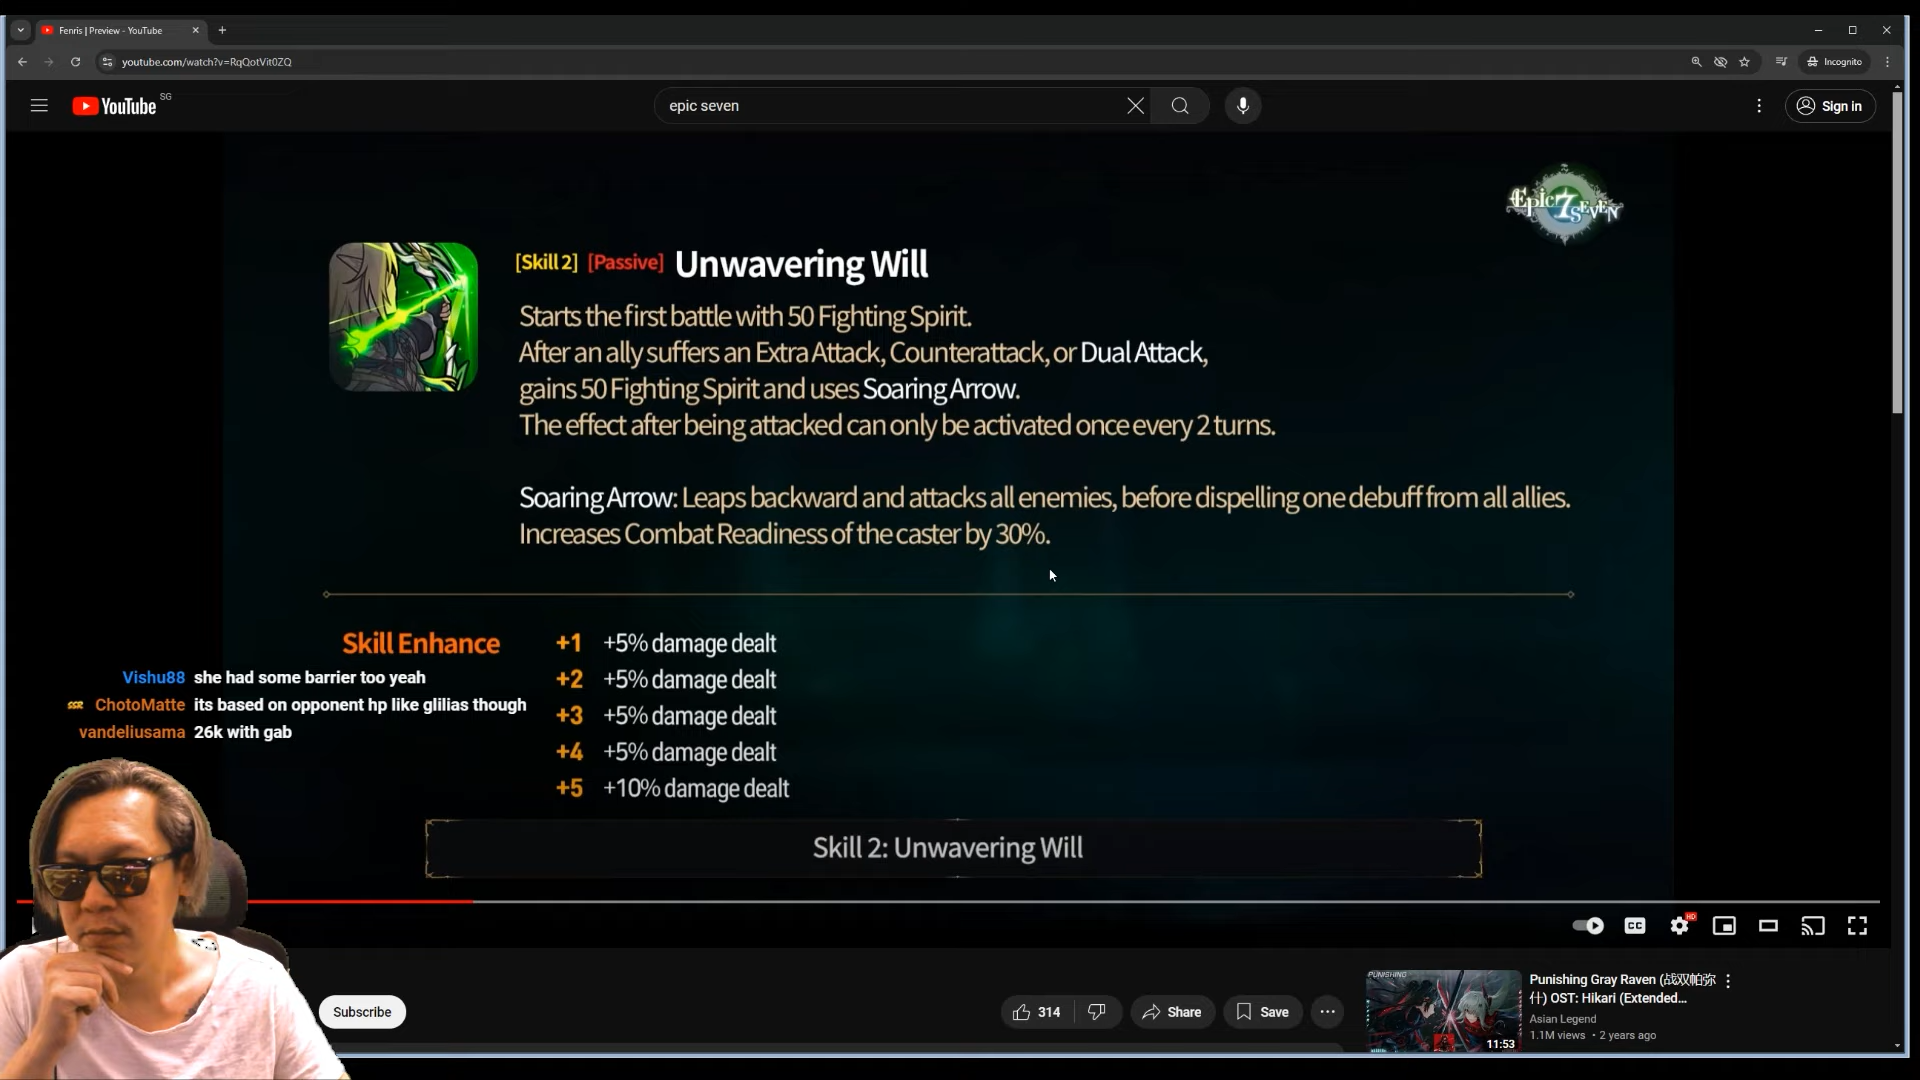 Fenris | Preview - YouTube
youtube.com/watch?v=RqQotVit0ZQ
Incognito
YouTube SG
epic seven
Sign in
Epic 7 SEVEN
[Skill 2] [Passive] Unwavering Will
Starts the first battle with 50 Fighting Spirit.
After an ally suffers an Extra Attack, Counterattack, or Dual Attack,
gains 50 Fighting Spirit and uses Soaring Arrow.
The effect after being attacked can only be activated once every 2 turns.
Soaring Arrow: Leaps backward and attacks all enemies, before dispelling one debuff from all allies.
Increases Combat Readiness of the caster by 30%.
Skill Enhance
+1 +5% damage dealt
+2 +5% damage dealt
+3 +5% damage dealt
+4 +5% damage dealt
+5 +10% damage dealt
Vishu88 she had some barrier too yeah
ChotoMatte its based on opponent hp like glilias though
vandeliusama 26k with gab
Skill 2: Unwavering Will
CC
HD
Subscribe
314
Share
Save
PUNISHING
11:53
Punishing Gray Raven (战双帕弥
什) OST: Hikari (Extended...
Asian Legend
1.1M views • 2 years ago